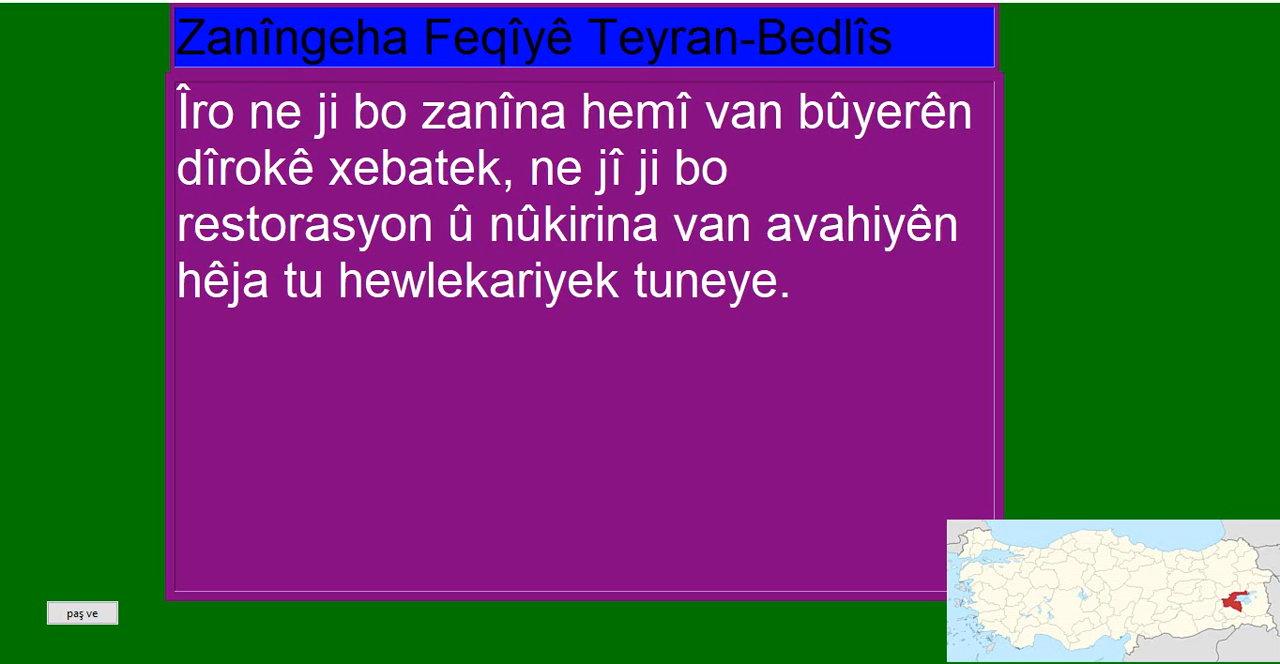 Zanîngeha Feqîyê Teyran-Bedlîs
Îro ne ji bo zanîna hemî van bûyerên
dîrokê xebatek, ne jî ji bo
restorasyon û nûkirina van avahiyên
hêja tu hewlekariyek tuneye.
paş ve